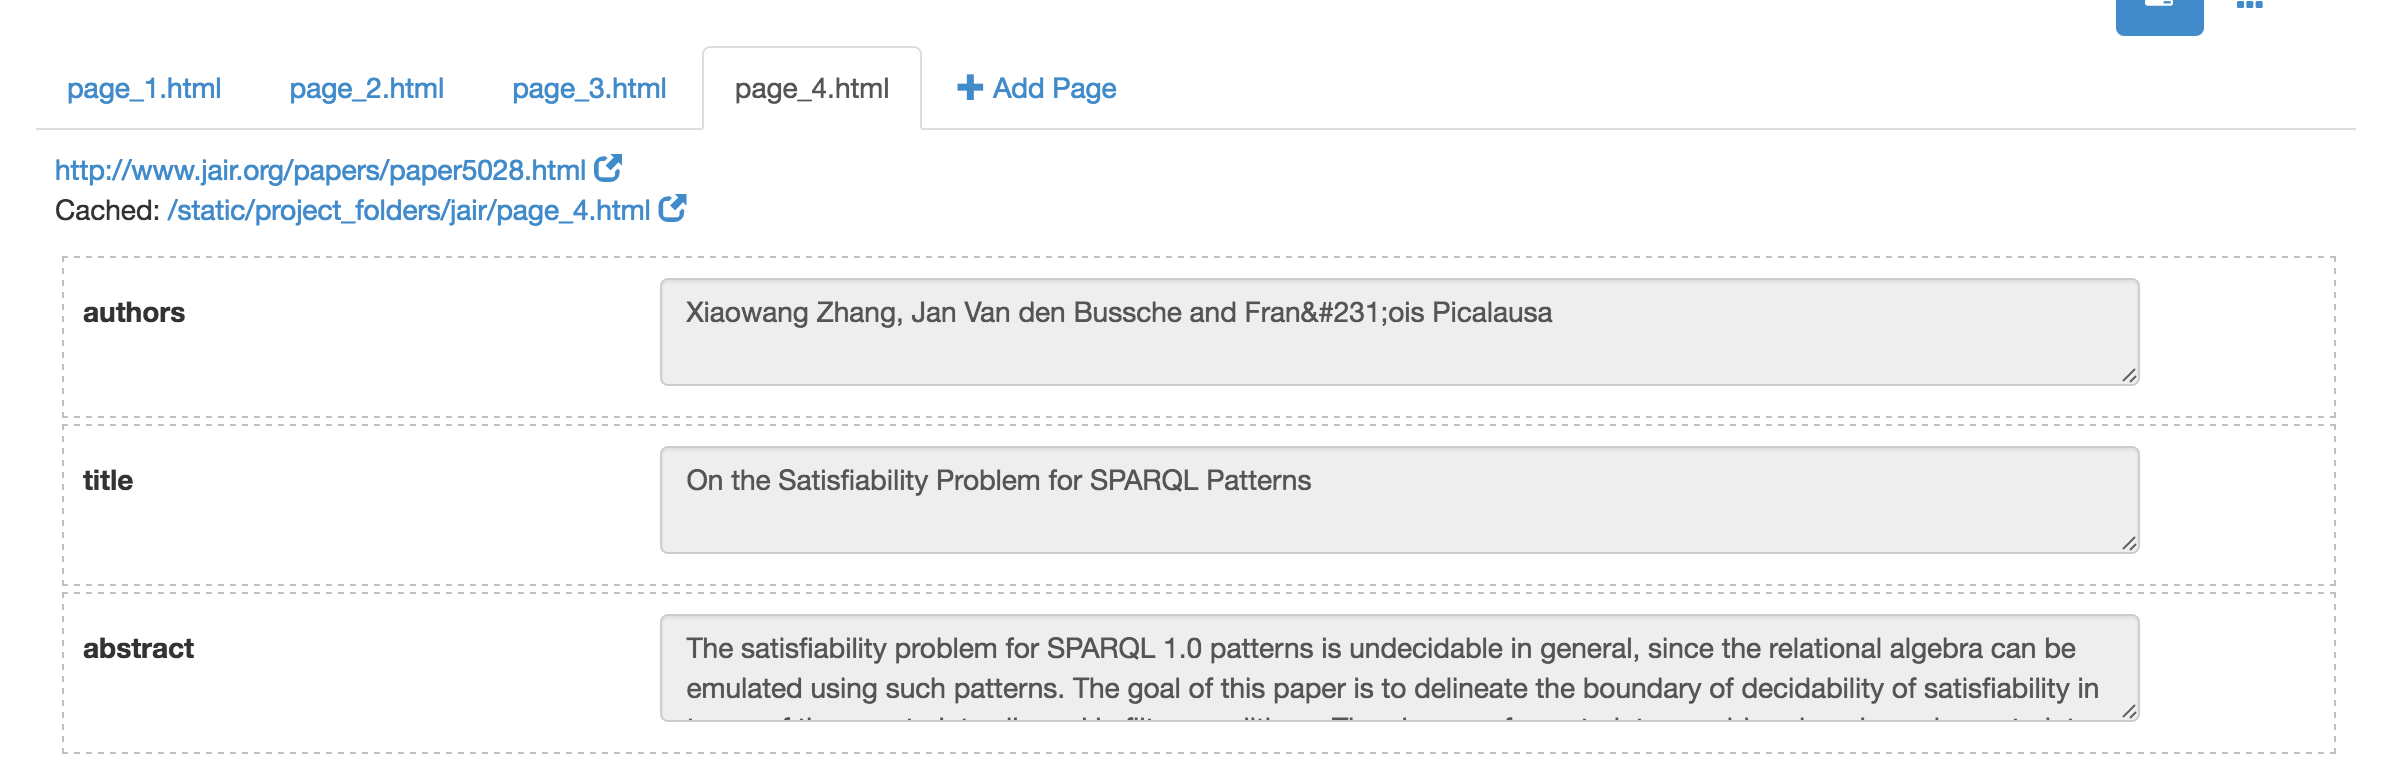 page_1.html page_2.html page_3.html page_4.html Add Page
http://www.jair.org/papers/paper5028.html
Cached: /static/project_folders/jair/page_4.html
authors Xiaowang Zhang, Jan Van den Bussche and Fran&#231;ois Picalausa
title On the Satisfiability Problem for SPARQL Patterns
abstract The satisfiability problem for SPARQL 1.0 patterns is undecidable in general, since the relational algebra can be
emulated using such patterns. The goal of this paper is to delineate the boundary of decidability of satisfiability in